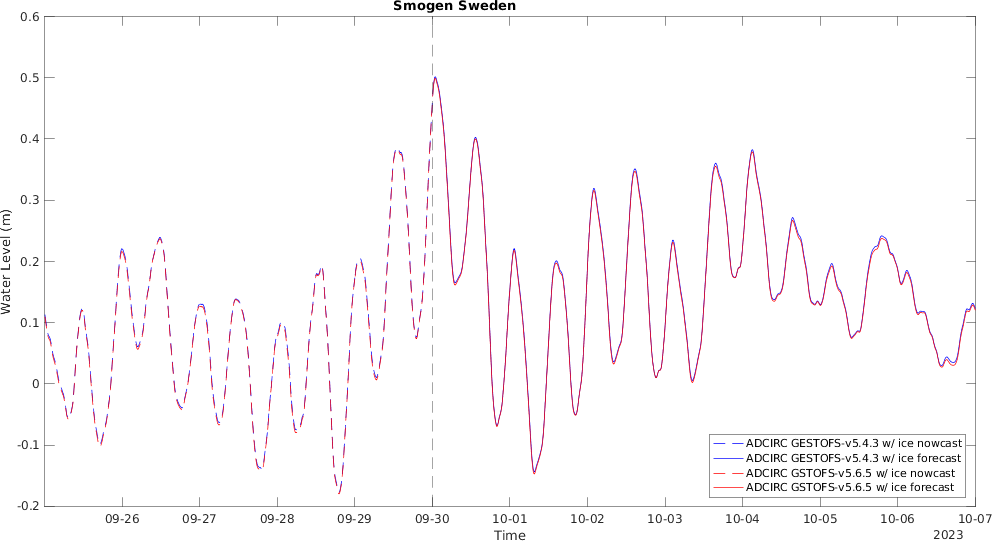 Smogen Sweden
0.6
0.5
0.4
0.3
0.2
0.1
0
-0.1
-0.2
Water Level (m)
ADCIRC GESTOFS-v5.4.3 w/ ice nowcast
ADCIRC GESTOFS-v5.4.3 w/ ice forecast
ADCIRC GSTOFS-v5.6.5 w/ ice nowcast
ADCIRC GSTOFS-v5.6.5 w/ ice forecast
09-26 09-27 09-28 09-29 09-30 10-01 10-02 10-03 10-04 10-05 10-06 10-07
Time
2023